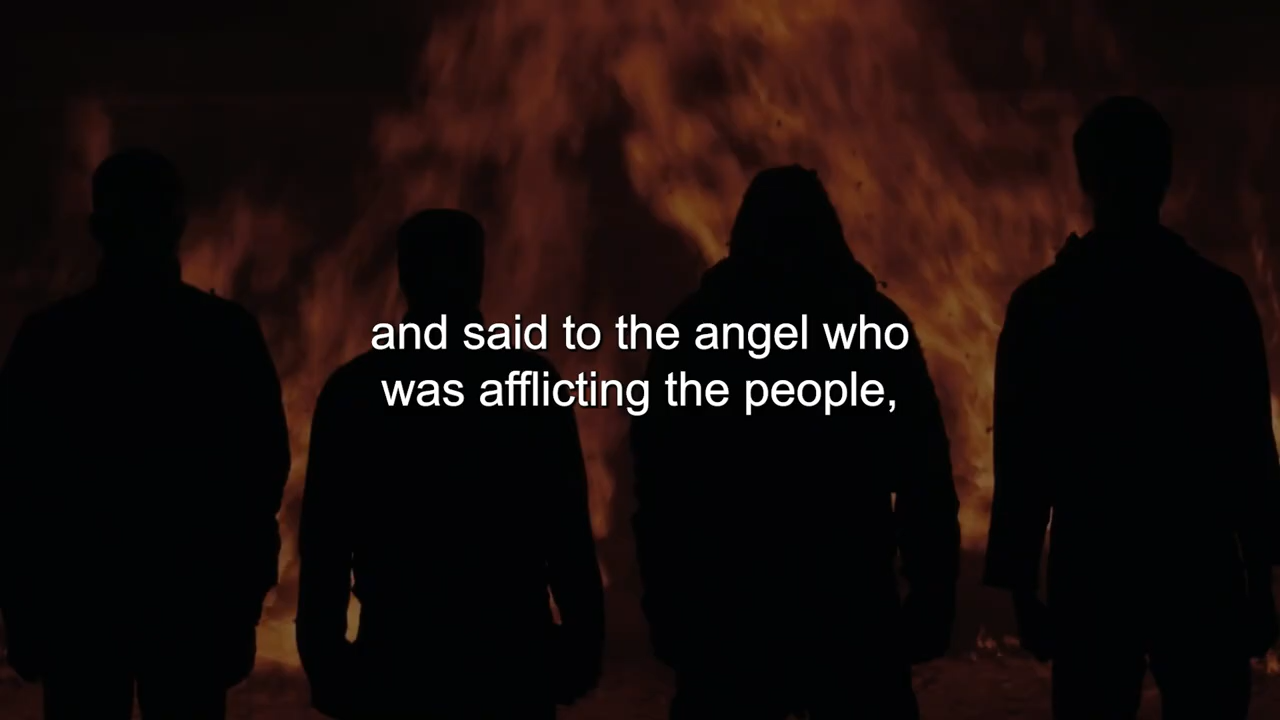 and said to the angel who
was afflicting the people,